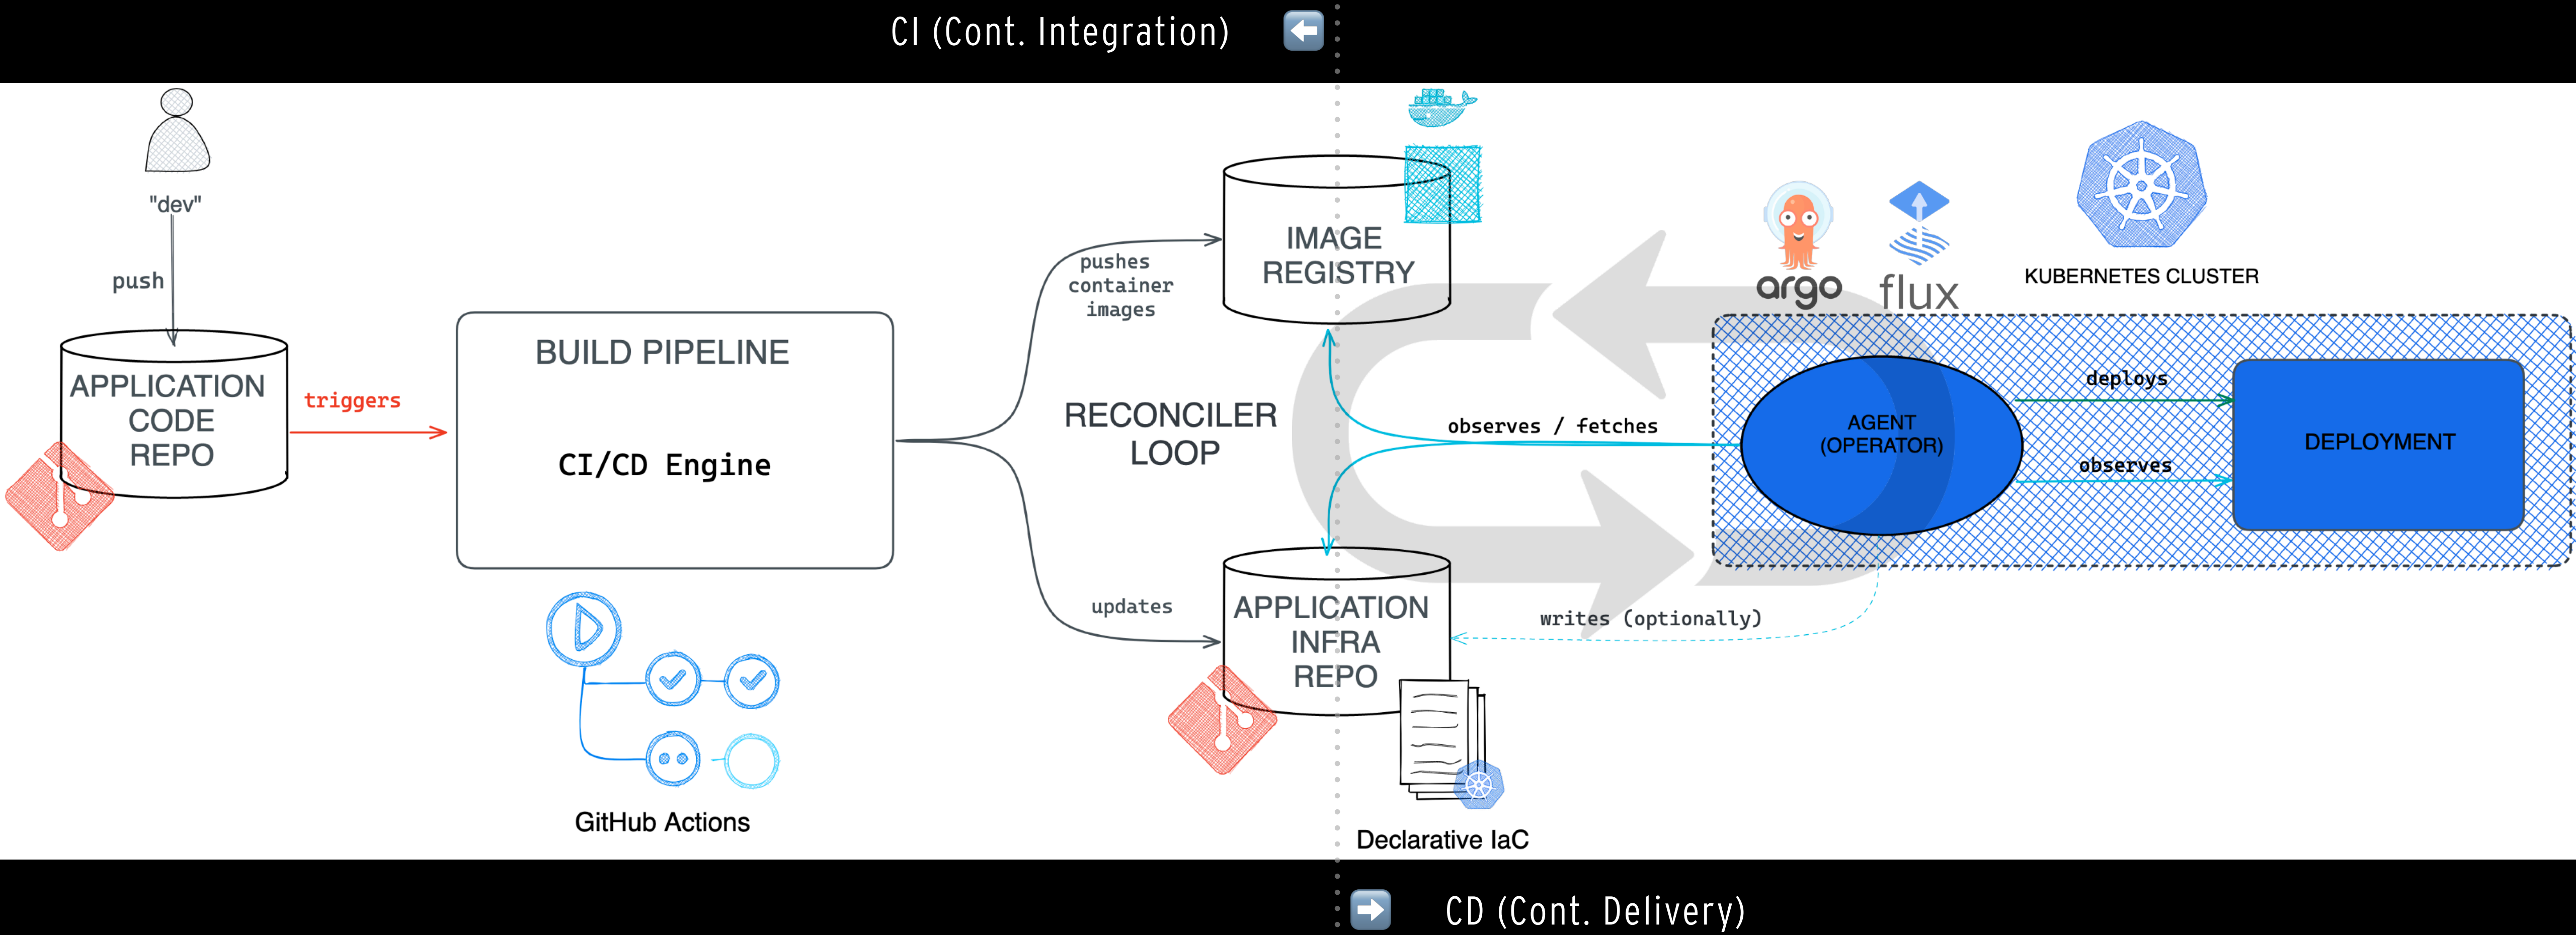 CI (Cont. Integration)
"dev"
push
APPLICATION
CODE
REPO
triggers
BUILD PIPELINE
CI/CD Engine
GitHub Actions
pushes
container
images
updates
IMAGE
REGISTRY
RECONCILER
LOOP
APPLICATION
INFRA
REPO
Declarative IaC
observes / fetches
writes (optionally)
argo
flux
KUBERNETES CLUSTER
AGENT
(OPERATOR)
deploys
observes
DEPLOYMENT
CD (Cont. Delivery)